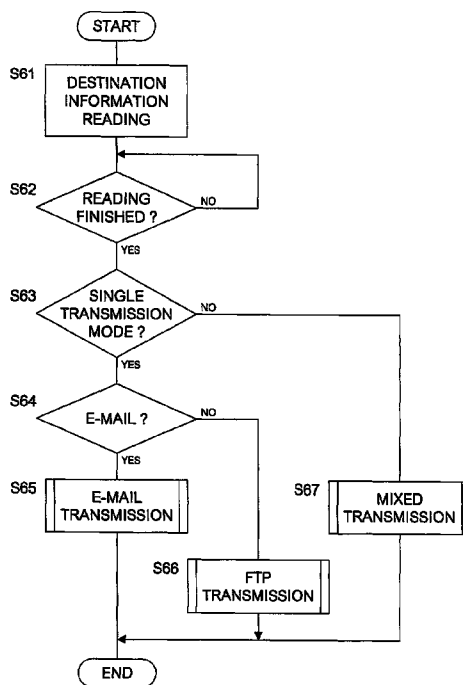 START
S61
DESTINATION
INFORMATION
READING
S62
READING
FINISHED ?
NO
YES
S63
SINGLE
TRANSMISSION
MODE ?
NO
YES
S64
E-MAIL ?
NO
YES
S65
E-MAIL
TRANSMISSION
S67
MIXED
TRANSMISSION
S66
FTP
TRANSMISSION
END